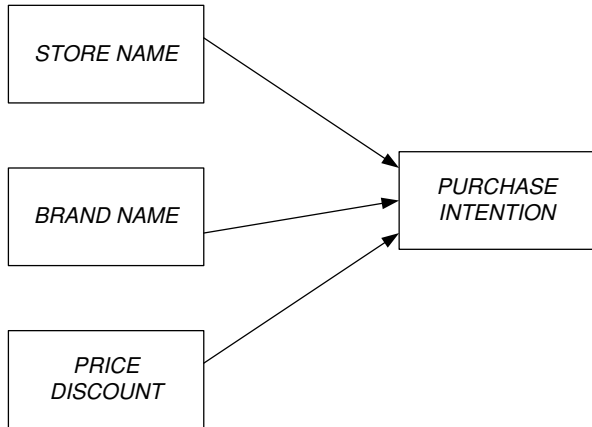 STORE NAME
BRAND NAME
PURCHASE
INTENTION
PRICE
DISCOUNT